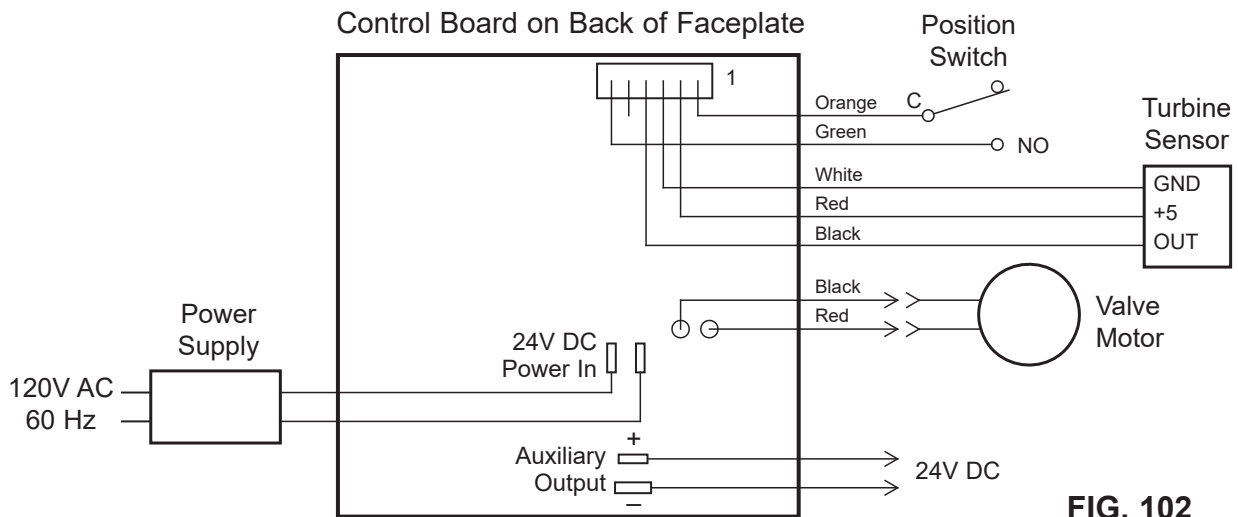 Control Board on Back of Faceplate
Position
Switch
1
Orange
C
Green
NO
Turbine
Sensor
White
GND
Red
+5
Black
OUT
Black
Red
Valve
Motor
Power
Supply
24V DC
Power In
120V AC
60 Hz
+
Auxiliary
Output
–
24V DC
FIG. 102